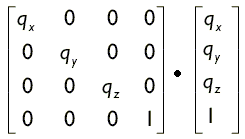 q_x 0 0 0 q_x
0 q_y 0 0 q_y
0 0 q_z 0 • q_z
0 0 0 1 1